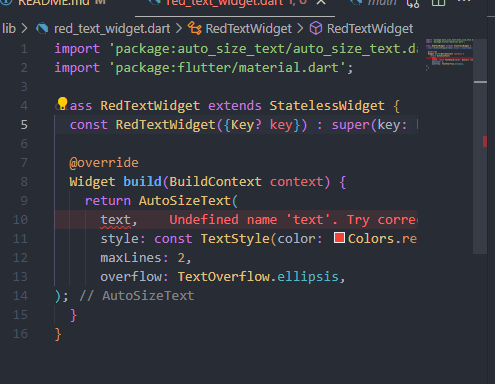 README.md
red_text_widget.dart 1, U
main
lib > red_text_widget.dart > RedTextWidget > RedTextWidget
1 import 'package:auto_size_text/auto_size_text.da
2 import 'package:flutter/material.dart';
3
4 ass RedTextWidget extends StatelessWidget {
5 const RedTextWidget({Key? key}) : super(key:
6
7 @override
8 Widget build(BuildContext context) {
9 return AutoSizeText(
10 text, Undefined name 'text'. Try corre
11 style: const TextStyle(color: Colors.re
12 maxLines: 2,
13 overflow: TextOverflow.ellipsis,
14 ); // AutoSizeText
15 }
16 }